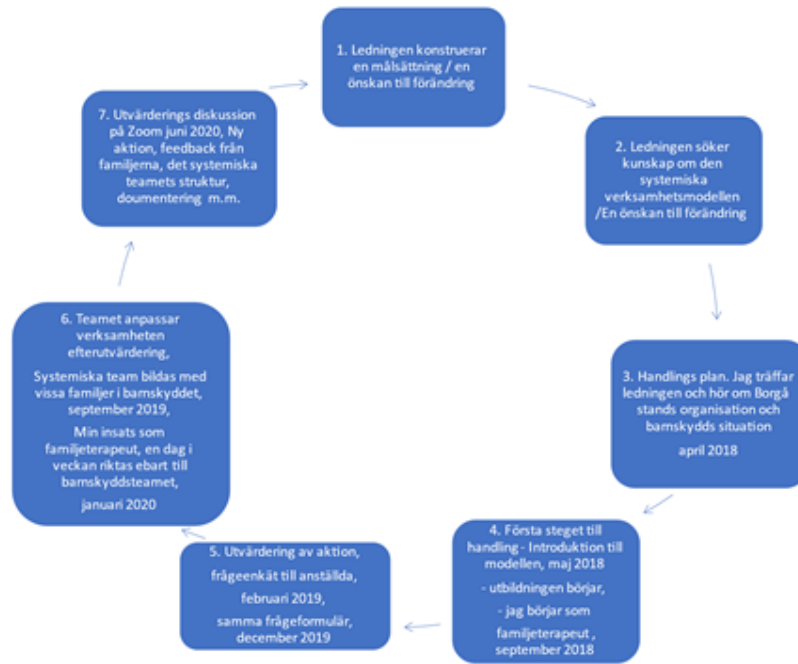 1. Ledningen konstruerar
en målsättning / en
önskan till förändring
2. Ledningen söker
kunskap om den
systemiska
verksamhetsmodellen
/En önskan till förändring
3. Handlings plan. Jag träffar
ledningen och hör om Borgå
stands organisation och
barnskydds situation
april 2018
4. Första steget till
handling - Introduktion till
modellen, maj 2018
- utbildningen börjar,
- jag börjar som
familjeterapeut ,
september 2018
5. Utvärdering av aktion,
frågeenkät till anställda,
februari 2019,
samma frågeformulär,
december 2019
6. Teamet anpassar
verksamheten
efterutvärdering,
Systemiska team bildas med
vissa familjer i barnskyddet,
september 2019,
Min insats som
familjeterapeut, en dag i
veckan riktas ebart till
barnskyddsteamet,
januari 2020
7. Utvärderings diskussion
på Zoom juni 2020, Ny
aktion, feedback från
familjerna, det systemiska
teamets struktur,
doumentering m.m.